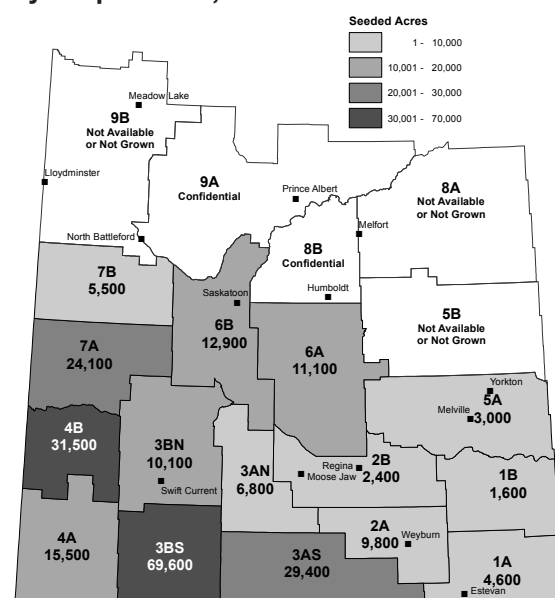 Seeded Acres
1 - 10,000
10,001 - 20,000
20,001 - 30,000
30,001 - 70,000
Meadow Lake
9B
Not Available
or Not Grown
Lloydminster
9A
Confidential
Prince Albert
8A
Not Available
or Not Grown
North Battleford
Melfort
8B
Confidential
7B
5,500
Saskatoon
Humboldt
6B
12,900
5B
Not Available
or Not Grown
7A
24,100
6A
11,100
Yorkton
5A
Melville
3,000
4B
31,500
3BN
10,100
Swift Current
3AN
6,800
Regina
Moose Jaw
2B
2,400
1B
1,600
4A
15,500
3BS
69,600
2A
9,800
Weyburn
3AS
29,400
1A
4,600
Estevan